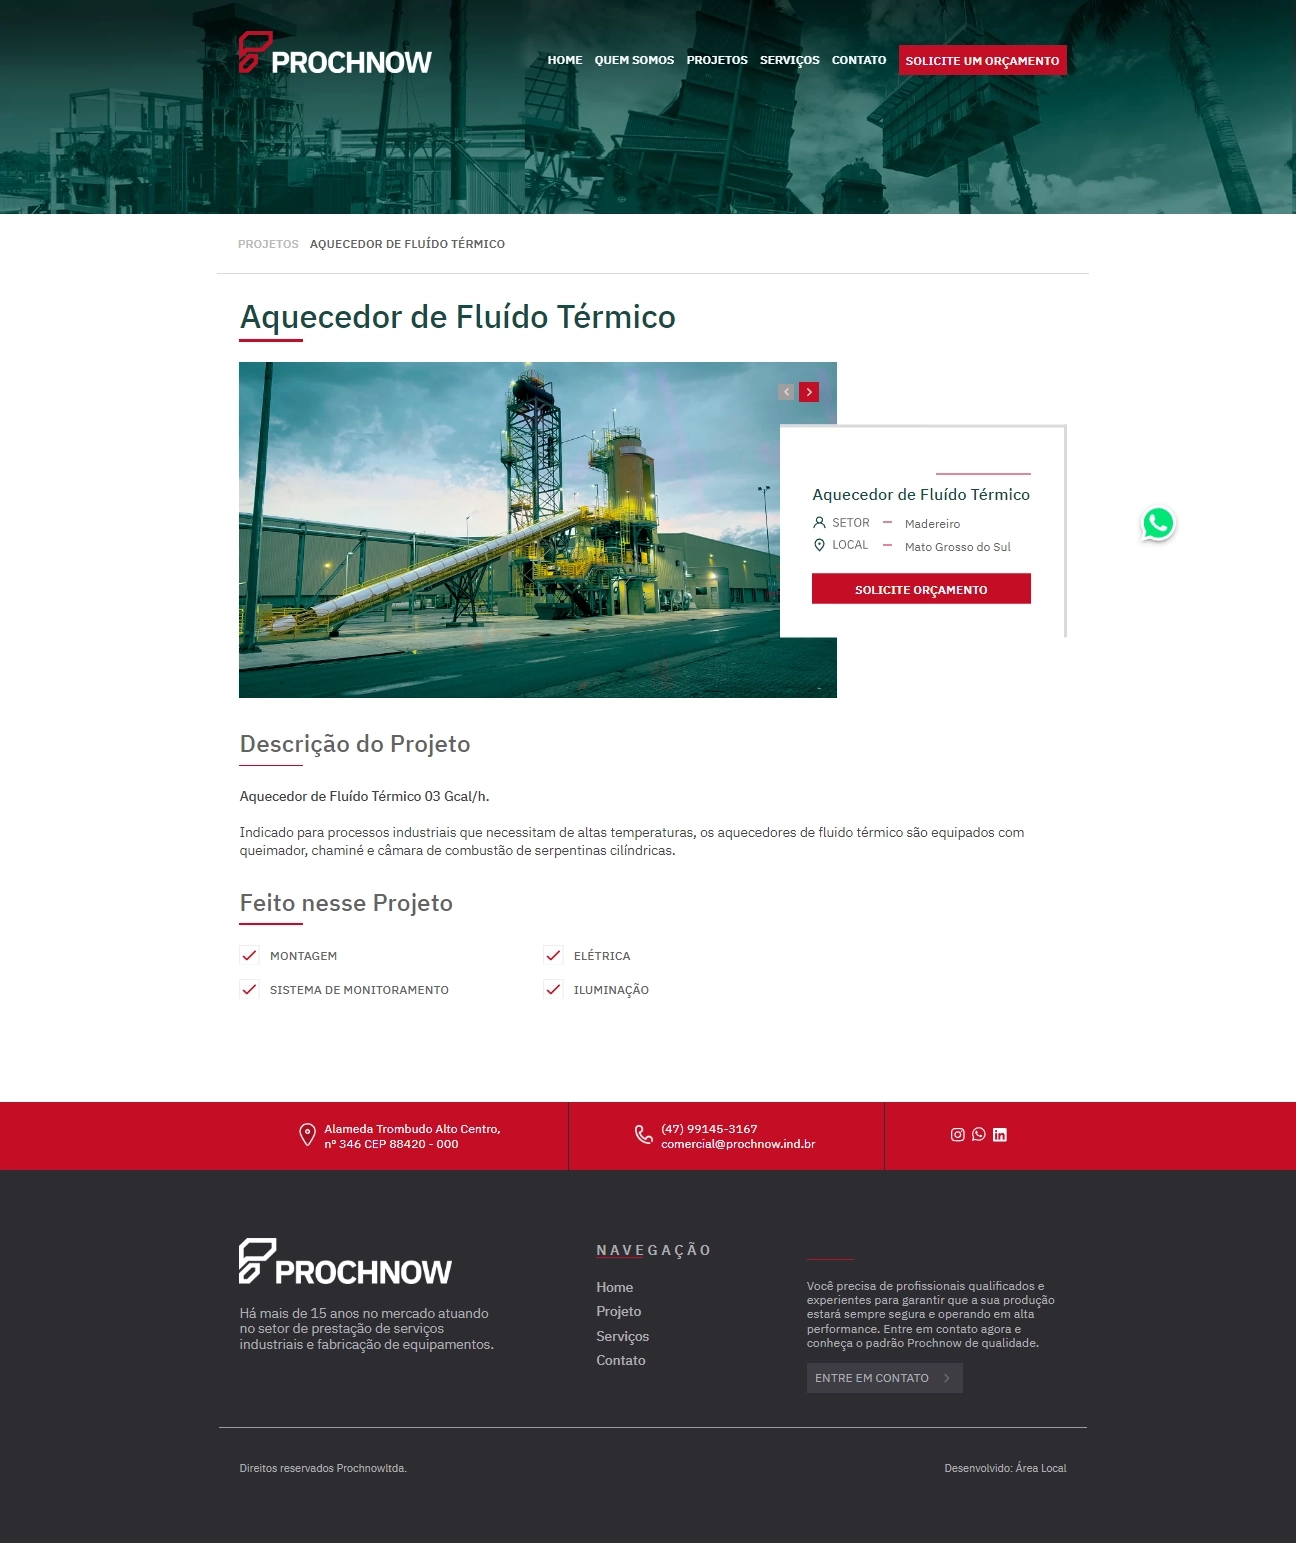 PROCHNOW
HOME QUEM SOMOS PROJETOS SERVIÇOS CONTATO SOLICITE UM ORÇAMENTO
PROJETOS AQUECEDOR DE FLUÍDO TÉRMICO
Aquecedor de Fluído Térmico
Aquecedor de Fluído Térmico
SETOR – Madereiro
LOCAL – Mato Grosso do Sul
SOLICITE ORÇAMENTO
Descrição do Projeto
Aquecedor de Fluído Térmico 03 Gcal/h.
Indicado para processos industriais que necessitam de altas temperaturas, os aquecedores de fluido térmico são equipados com
queimador, chaminé e câmara de combustão de serpentinas cilíndricas.
Feito nesse Projeto
MONTAGEM
ELÉTRICA
SISTEMA DE MONITORAMENTO
ILUMINAÇÃO
Alameda Trombudo Alto Centro,
nº 346 CEP 88420 - 000
(47) 99145-3167
comercial@prochnow.ind.br
PROCHNOW
Há mais de 15 anos no mercado atuando
no setor de prestação de serviços
industriais e fabricação de equipamentos.
NAVEGAÇÃO
Home
Projeto
Serviços
Contato
Você precisa de profissionais qualificados e
experientes para garantir que a sua produção
estará sempre segura e operando em alta
performance. Entre em contato agora e
conheça o padrão Prochnow de qualidade.
ENTRE EM CONTATO
Direitos reservados Prochnowltda.
Desenvolvido: Área Local